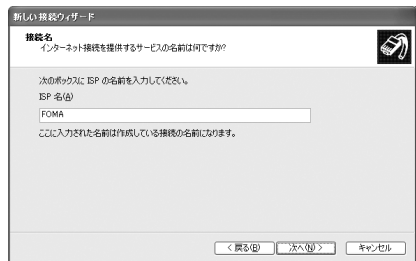 新しい接続ウィザード
接続名
インターネット接続を提供するサービスの名前は何ですか?
次のボックスに ISP の名前を入力してください。
ISP 名(A)
FOMA
ここに入力された名前は作成している接続の名前になります。
< 戻る(B) 次へ(N) > キャンセル